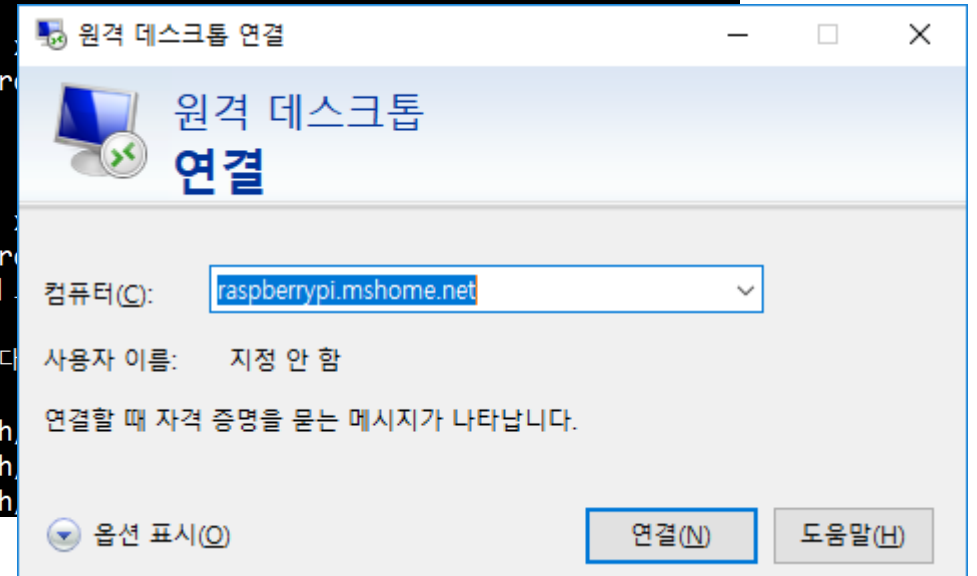 원격 데스크톱 연결
원격 데스크톱
연결
컴퓨터(C):
raspberrypi.mshome.net
사용자 이름: 지정 안 함
연결할 때 자격 증명을 묻는 메시지가 나타납니다.
옵션 표시(O)
연결(N)
도움말(H)